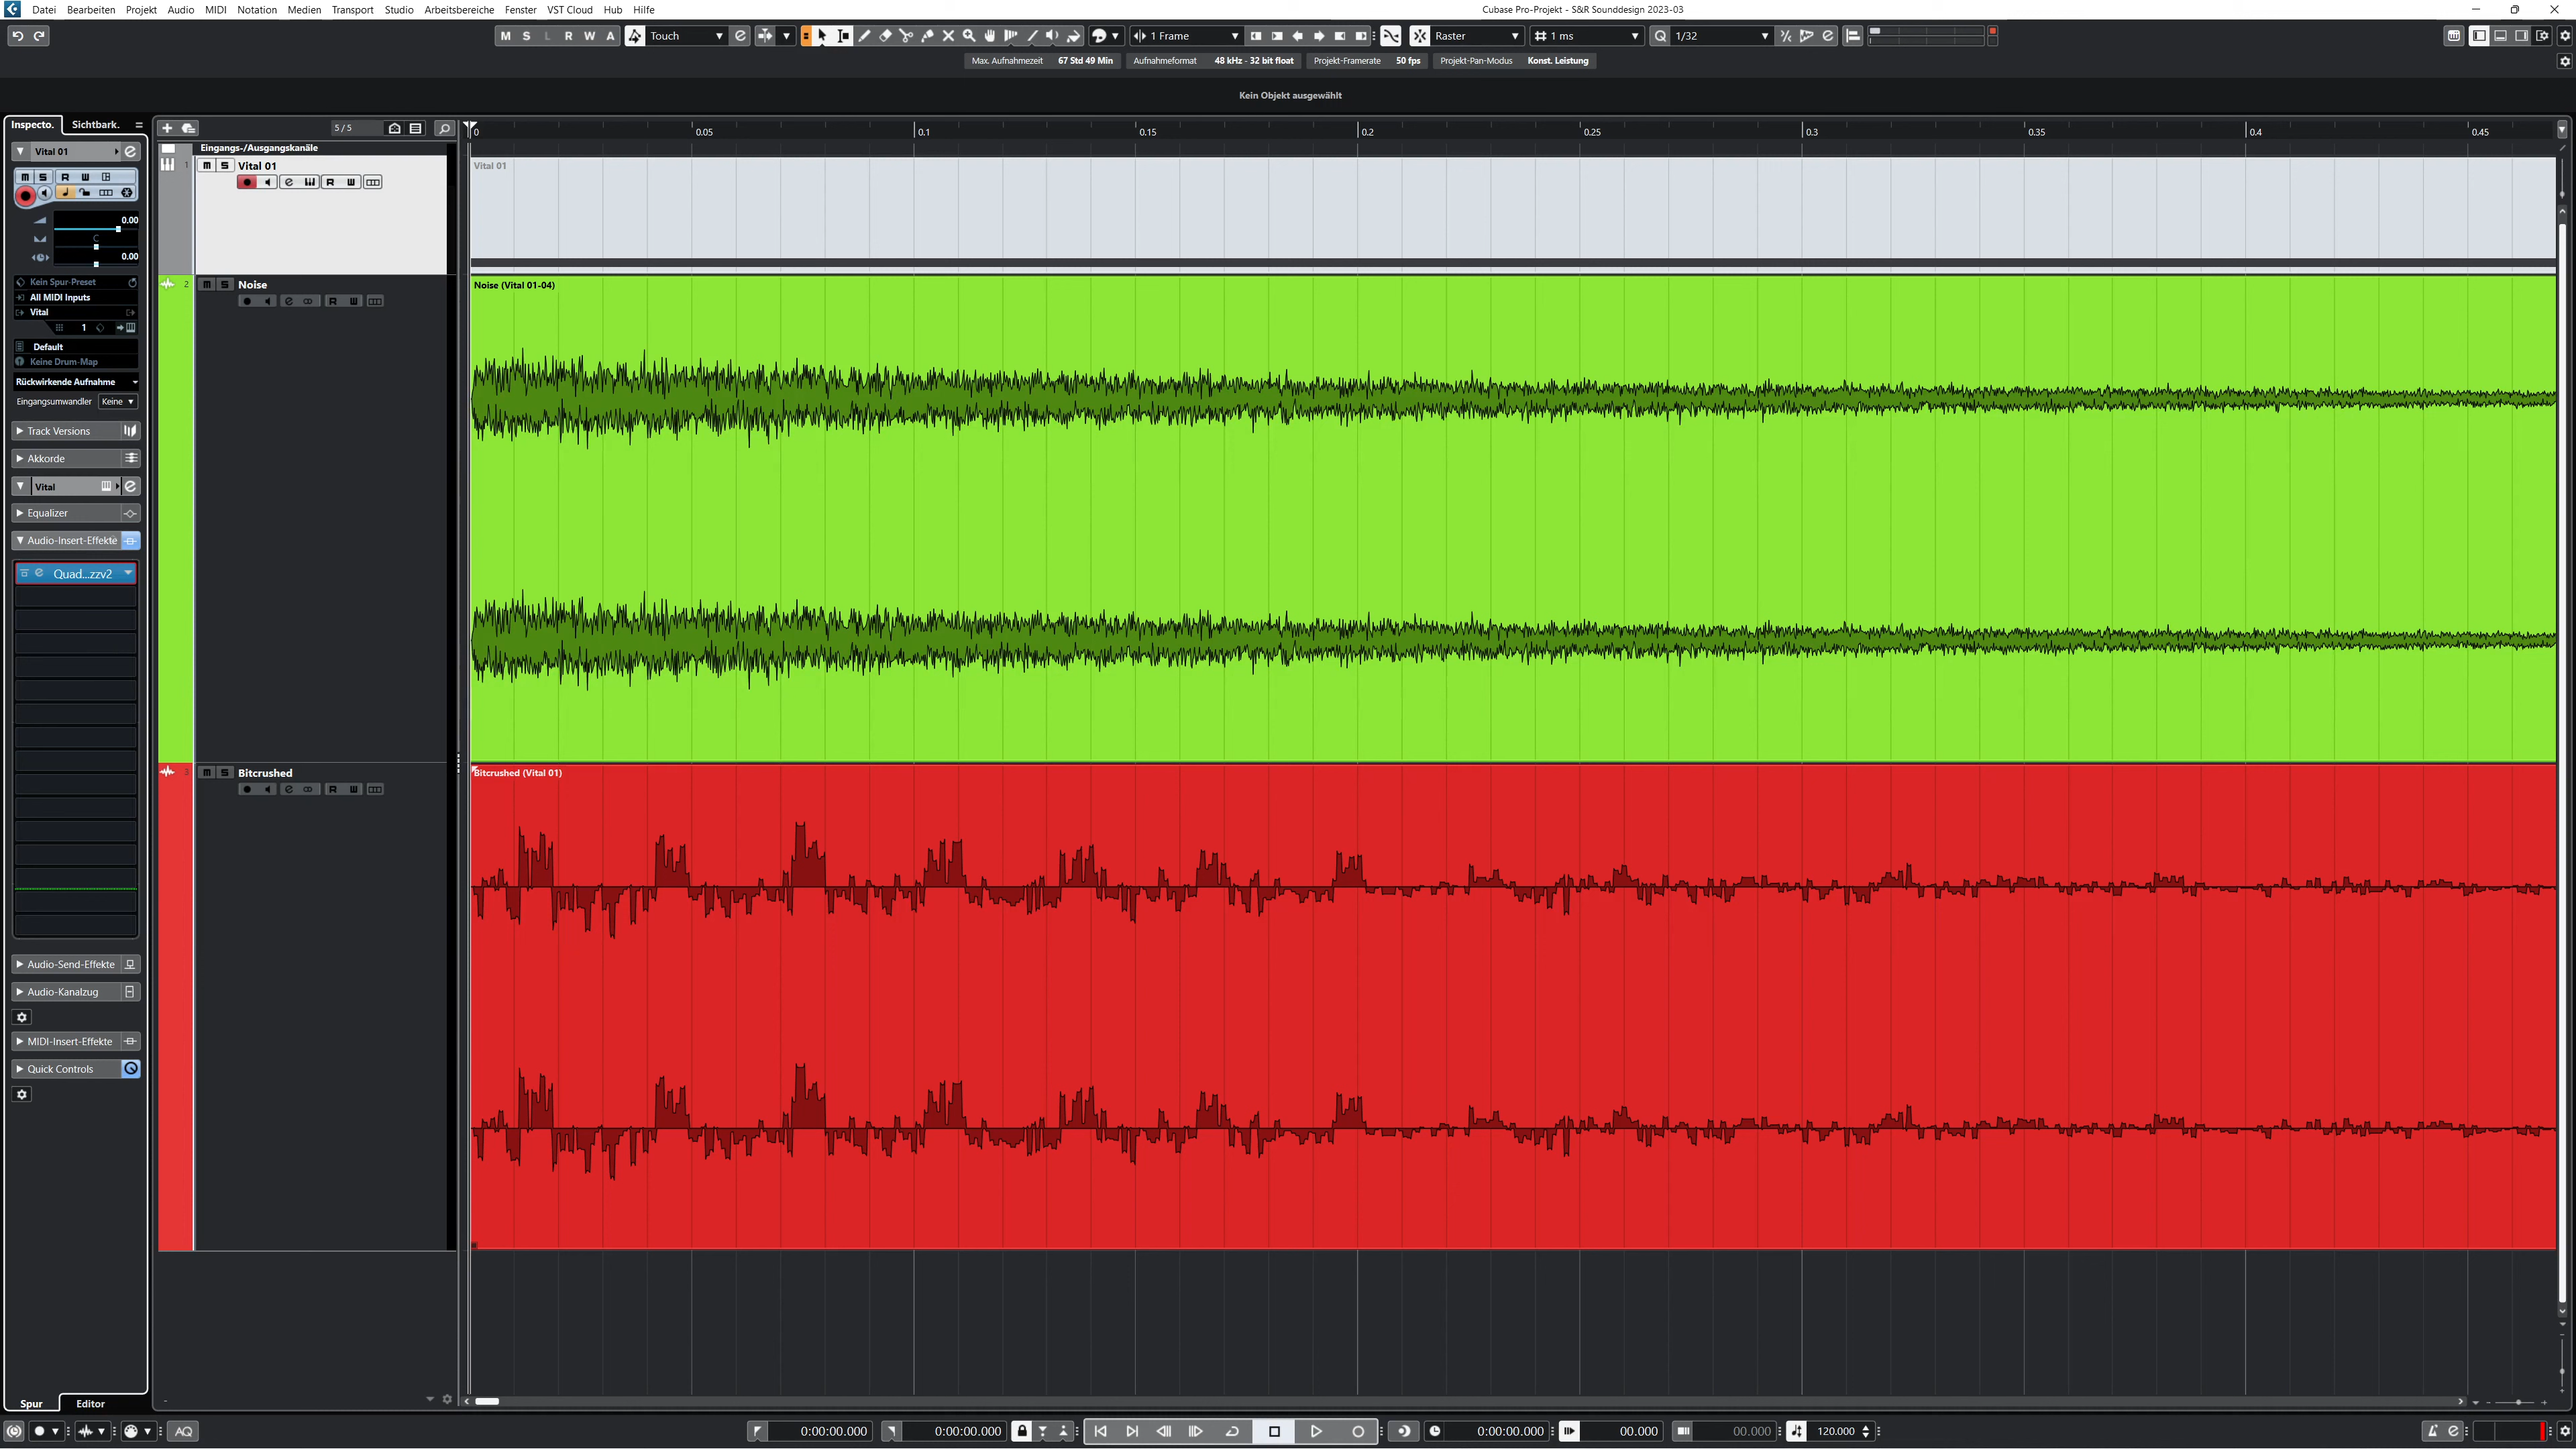 Datei Bearbeiten Projekt Audio MIDI Notation Medien Transport Studio Arbeitsbereiche Fenster VST Cloud Hub Hilfe
Cubase Pro-Projekt - S&R Sounddesign 2023-03
M S L R W A Touch 1 Frame Raster 1 ms Q 1/32
Max. Aufnahmezeit 67 Std 49 Min Aufnahmeformat 48 kHz - 32 bit float Projekt-Framerate 50 fps Projekt-Pan-Modus Konst. Leistung
Kein Objekt ausgewählt
Inspecto. Sichtbark.
5 / 5
0 0.05 0.1 0.15 0.2 0.25 0.3 0.35 0.4 0.45
Eingangs-/Ausgangskanäle
Vital 01
M S R W
0.00
C
0.00
Kein Spur-Preset
All MIDI Inputs
Vital
1
Default
Keine Drum-Map
Rückwirkende Aufnahme
Eingangsumwandler Keine
Track Versions
Akkorde
Vital
Equalizer
Audio-Insert-Effekte
Quad...zzv2
Audio-Send-Effekte
Audio-Kanalzug
MIDI-Insert-Effekte
Quick Controls
Spur Editor
1 M S Vital 01
R W
Vital 01
2 M S Noise
R W
Noise (Vital 01-04)
3 M S Bitcrushed
R W
Bitcrushed (Vital 01)
AQ 0:00:00.000 0:00:00.000 0:00:00.000 00.000 00.000 120.000